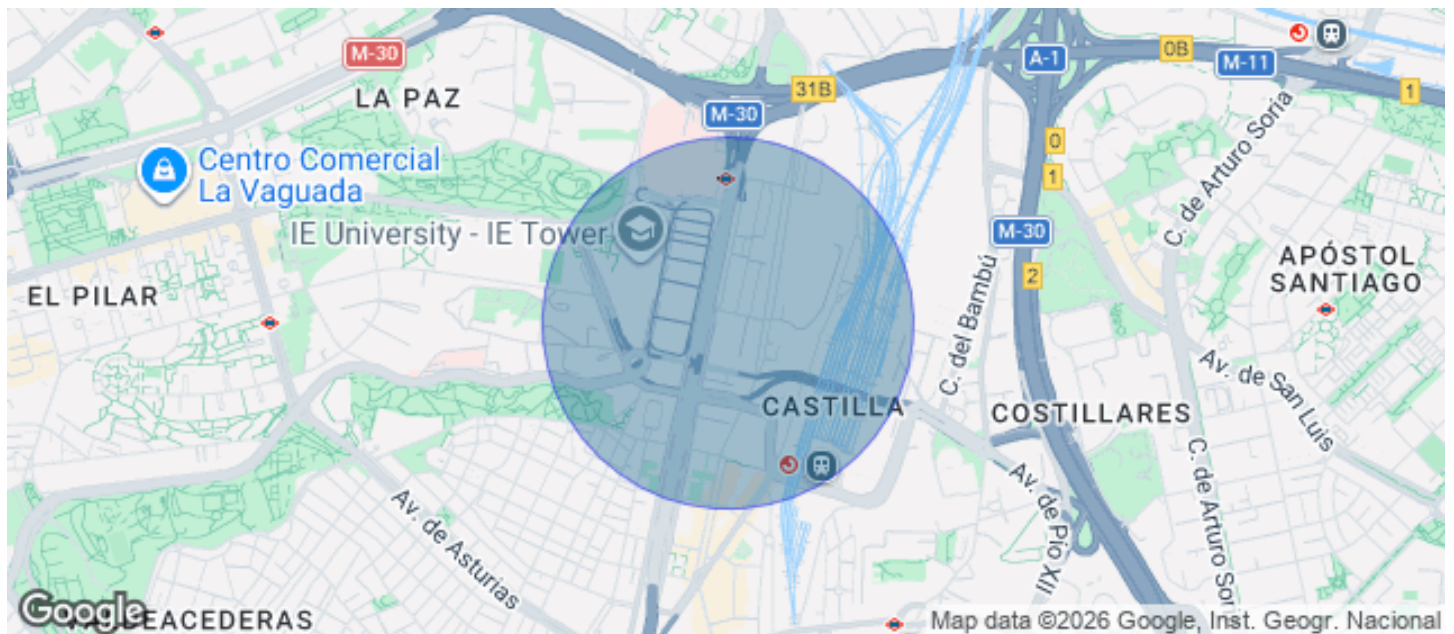 M-30
LA PAZ
Centro Comercial
La Vaguada
M-30
31B
A-1
0B
M-11
1
0
1
C. de Arturo Soria
IE University - IE Tower
M-30
2
C. del Bambú
APÓSTOL
SANTIAGO
EL PILAR
Av. de San Luis
CASTILLA
COSTILLARES
Av. de Asturias
Av. de Pío XII
C. de Arturo Sor
Google
VALDEACEDERAS
Map data ©2026 Google, Inst. Geogr. Nacional